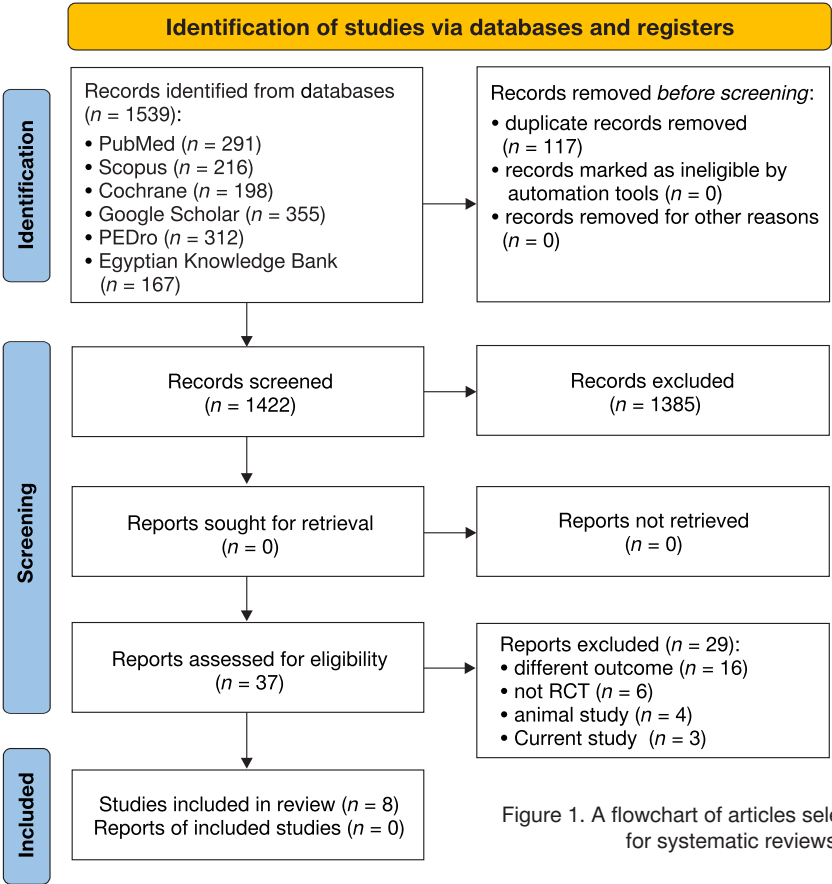 Identification of studies via databases and registers
Identification
Records identified from databases
(n = 1539):
• PubMed (n = 291)
• Scopus (n = 216)
• Cochrane (n = 198)
• Google Scholar (n = 355)
• PEDro (n = 312)
• Egyptian Knowledge Bank
(n = 167)
Records removed before screening:
• duplicate records removed
(n = 117)
• records marked as ineligible by
automation tools (n = 0)
• records removed for other reasons
(n = 0)
Screening
Records screened
(n = 1422)
Records excluded
(n = 1385)
Reports sought for retrieval
(n = 0)
Reports not retrieved
(n = 0)
Reports assessed for eligibility
(n = 37)
Reports excluded (n = 29):
• different outcome (n = 16)
• not RCT (n = 6)
• animal study (n = 4)
• Current study (n = 3)
Included
Studies included in review (n = 8)
Reports of included studies (n = 0)
Figure 1. A flowchart of articles
for systematic reviews